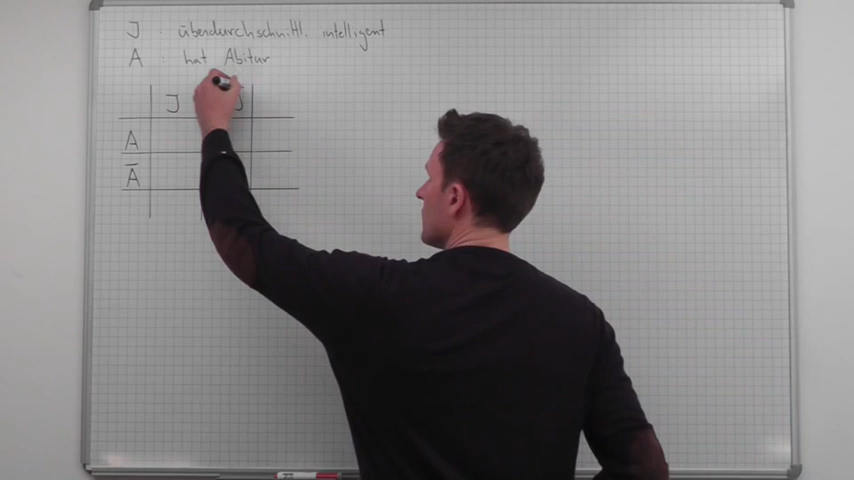 J : überdurchschnittl. intelligent
A : hat Abitur
J J
A
Ā